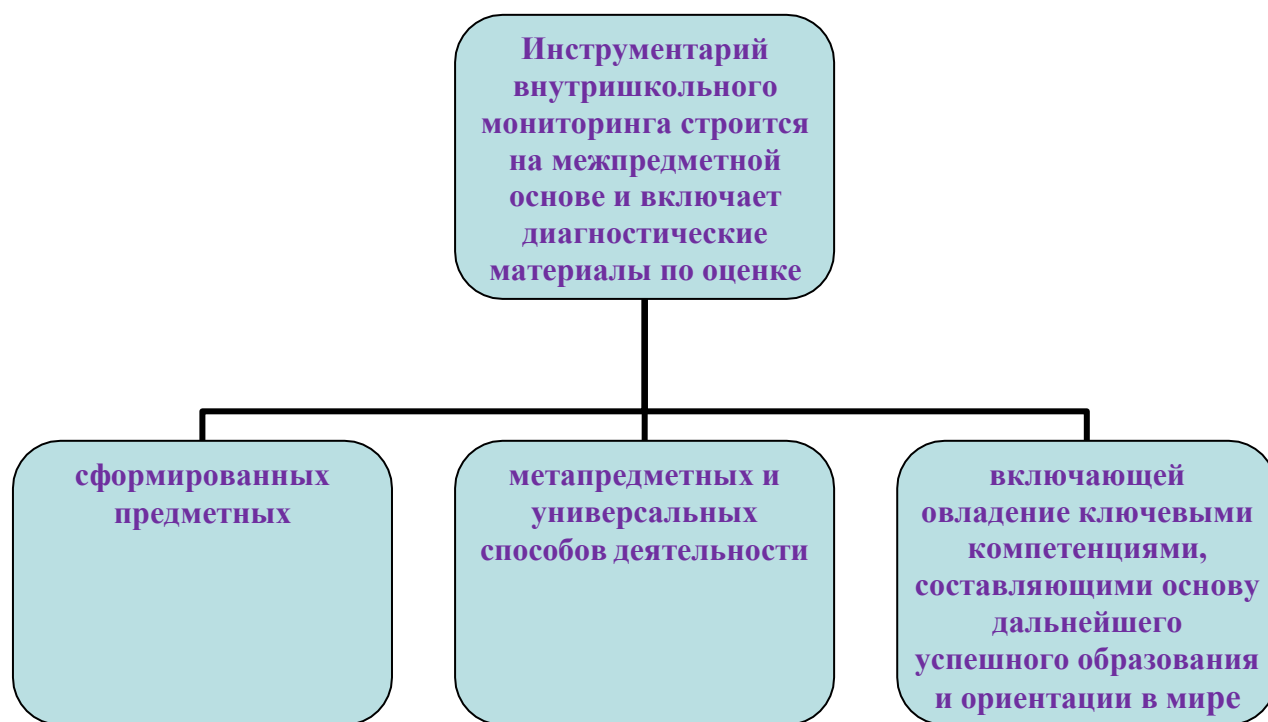 Инструментарий
внутришкольного
мониторинга строится
на межпредметной
основе и включает
диагностические
материалы по оценке
сформированных
предметных
метапредметных и
универсальных
способов деятельности
включающей
овладение ключевыми
компетенциями,
составляющими основу
дальнейшего
успешного образования
и ориентации в мире